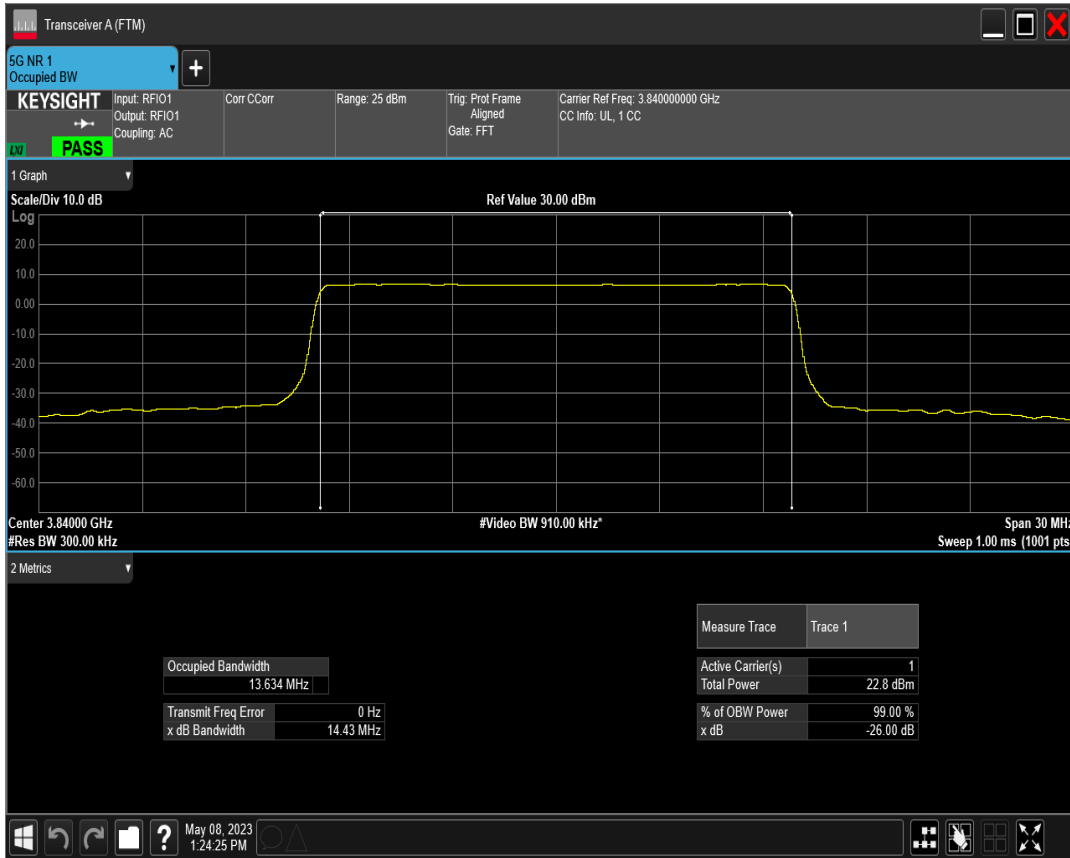 Transceiver A (FTM)
5G NR 1
Occupied BW
+
KEYSIGHT
LXI
PASS
Input: RFIO1
Output: RFIO1
Coupling: AC
Corr CCorr
Range: 25 dBm
Trig: Prot Frame
Aligned
Gate: FFT
Carrier Ref Freq: 3.840000000 GHz
CC Info: UL, 1 CC
1 Graph
Scale/Div 10.0 dB
Ref Value 30.00 dBm
Log
20.0
10.0
0.00
-10.0
-20.0
-30.0
-40.0
-50.0
-60.0
Center 3.84000 GHz
#Video BW 910.00 kHz*
Span 30 MHz
#Res BW 300.00 kHz
Sweep 1.00 ms (1001 pts
2 Metrics
Measure Trace Trace 1
Occupied Bandwidth
13.634 MHz
Active Carrier(s) 1
Total Power 22.8 dBm
Transmit Freq Error 0 Hz
x dB Bandwidth 14.43 MHz
% of OBW Power 99.00 %
x dB -26.00 dB
?
May 08, 2023
1:24:25 PM